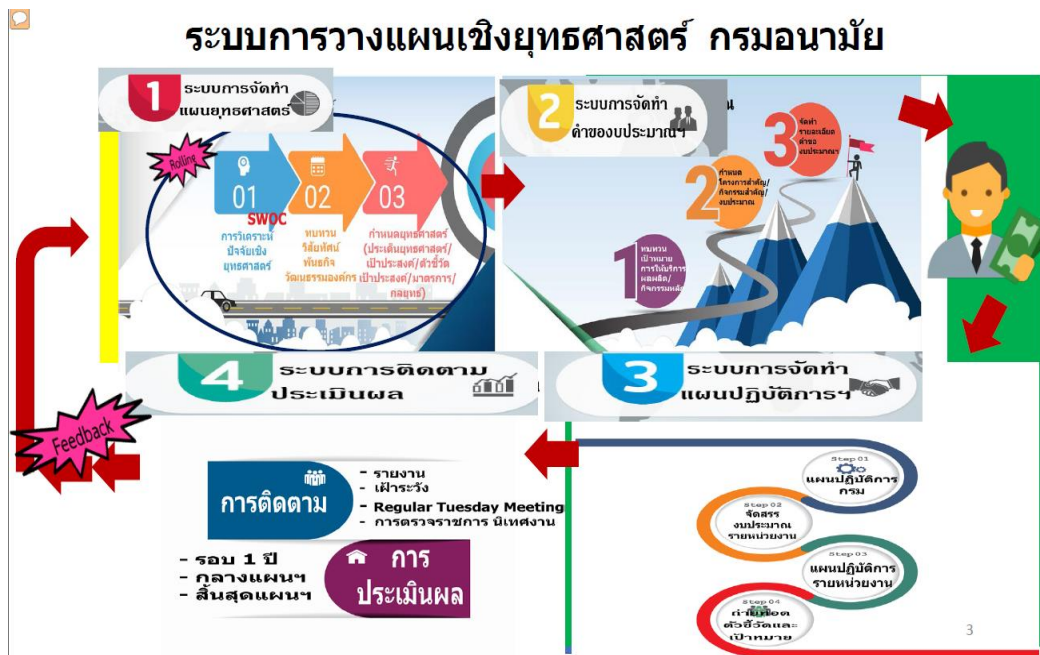 ระบบการวางแผนเชิงยุทธศาสตร์ กรมอนามัย
1
ระบบการจัดทำ
แผนยุทธศาสตร์
Rolling
01
SWOC
การวิเคราะห์
ปัจจัยเชิง
ยุทธศาสตร์
02
ทบทวน
วิสัยทัศน์
พันธกิจ
วัฒนธรรมองค์กร
03
กำหนดยุทธศาสตร์
(ประเด็นยุทธศาสตร์/
เป้าประสงค์/ตัวชี้วัด
เป้าประสงค์/มาตรการ/
กลยุทธ์)
2
ระบบการจัดทำ
คำของบประมาณฯ
1
ทบทวน
เป้าหมาย
การให้บริการ
ผลผลิต/
กิจกรรมหลัก
2
กำหนด
โครงการสำคัญ/
กิจกรรมสำคัญ/
งบประมาณ
3
จัดทำ
รายละเอียด
คำขอ
งบประมาณฯ
3
ระบบการจัดทำ
แผนปฏิบัติการฯ
Step 01
แผนปฏิบัติการ
กรม
Step 02
จัดสรร
งบประมาณ
รายหน่วยงาน
Step 03
แผนปฏิบัติการ
รายหน่วยงาน
Step 04
ถ่ายทอด
ตัวชี้วัดและ
เป้าหมาย
4
ระบบการติดตาม
ประเมินผล
Feedback
การติดตาม
- รายงาน
- เฝ้าระวัง
- Regular Tuesday Meeting
- การตรวจราชการ นิเทศงาน
การ
ประเมินผล
- รอบ 1 ปี
- กลางแผนฯ
- สิ้นสุดแผนฯ
3